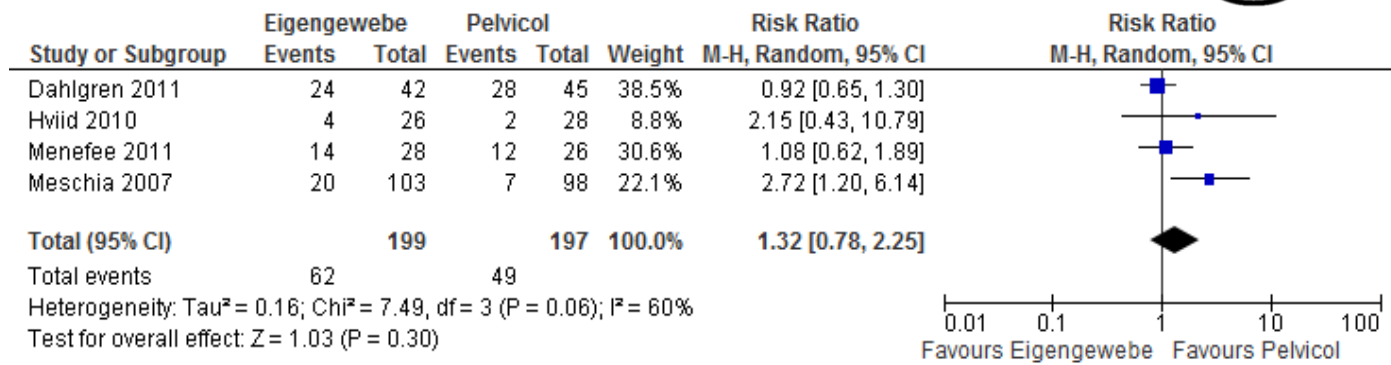 Eigengewebe Pelvicol Risk Ratio Risk Ratio
Study or Subgroup Events Total Events Total Weight M-H, Random, 95% CI M-H, Random, 95% CI
Dahlgren 2011 24 42 28 45 38.5% 0.92 [0.65, 1.30]
Hviid 2010 4 26 2 28 8.8% 2.15 [0.43, 10.79]
Menefee 2011 14 28 12 26 30.6% 1.08 [0.62, 1.89]
Meschia 2007 20 103 7 98 22.1% 2.72 [1.20, 6.14]
Total (95% CI) 199 197 100.0% 1.32 [0.78, 2.25]
Total events 62 49
Heterogeneity: Tau² = 0.16; Chi² = 7.49, df = 3 (P = 0.06); I² = 60%
Test for overall effect: Z = 1.03 (P = 0.30)
0.01 0.1 1 10 100
Favours Eigengewebe Favours Pelvicol